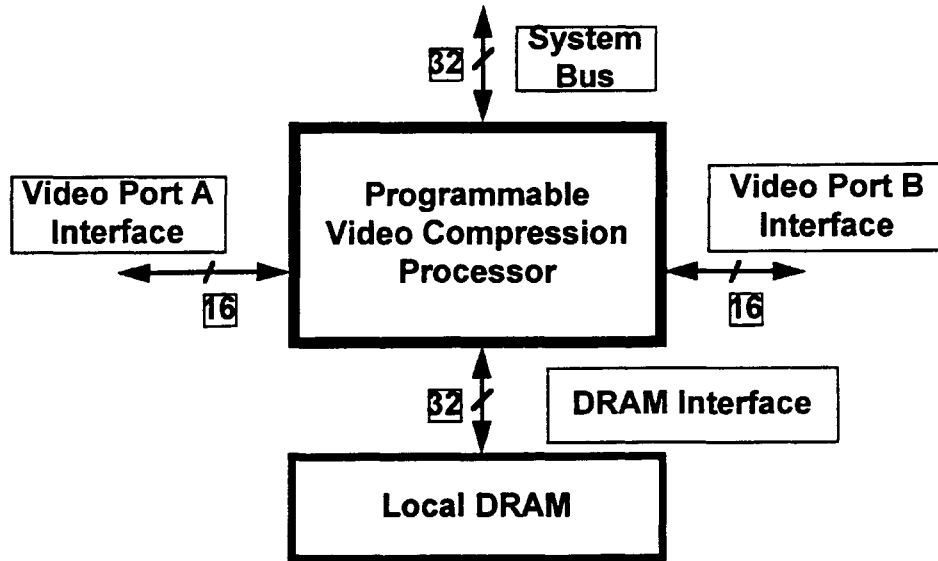 32
System
Bus
Video Port A
Interface
Programmable
Video Compression
Processor
Video Port B
Interface
16
16
32
DRAM Interface
Local DRAM